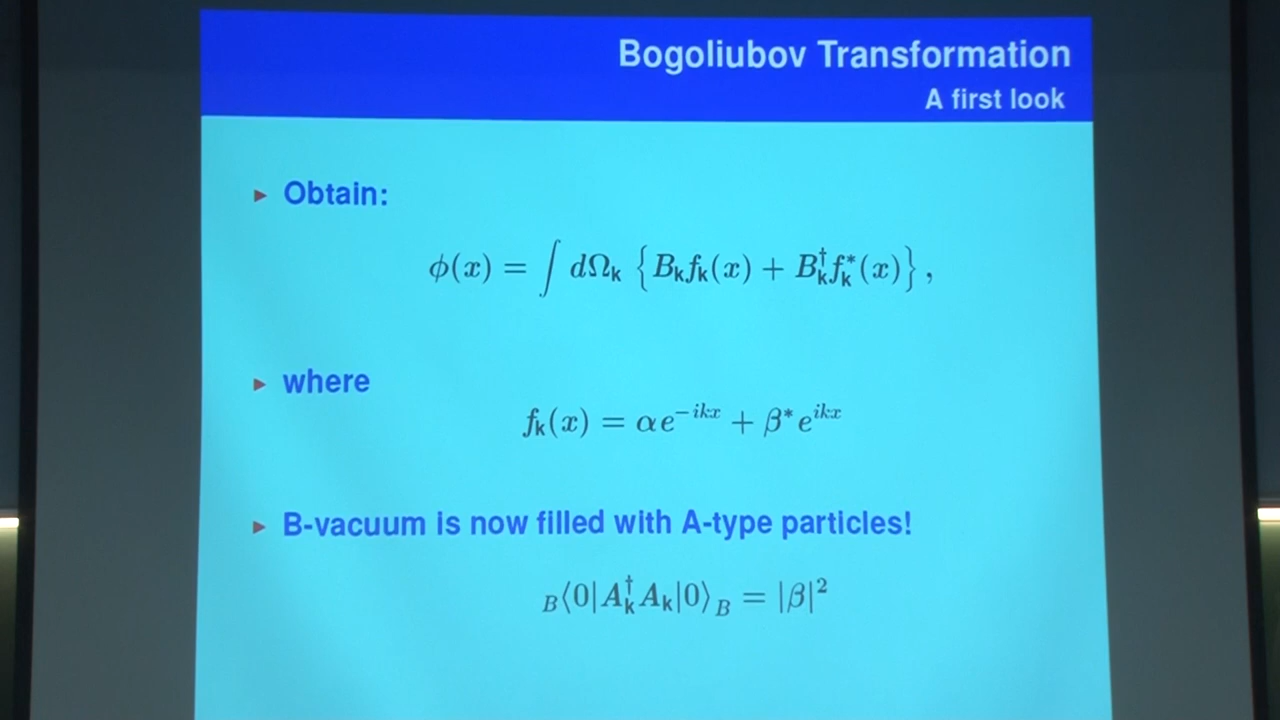 Bogoliubov Transformation
A first look
▶ Obtain:
ϕ(x) = ∫ dΩ_𝐤 { B_𝐤 f_𝐤(x) + B_𝐤^† f_𝐤^*(x) } ,
▶ where
f_𝐤(x) = αe^{−ikx} + β^* e^{ikx}
▶ B-vacuum is now filled with A-type particles!
_B⟨0|A_𝐤^† A_𝐤|0⟩_B = |β|^2